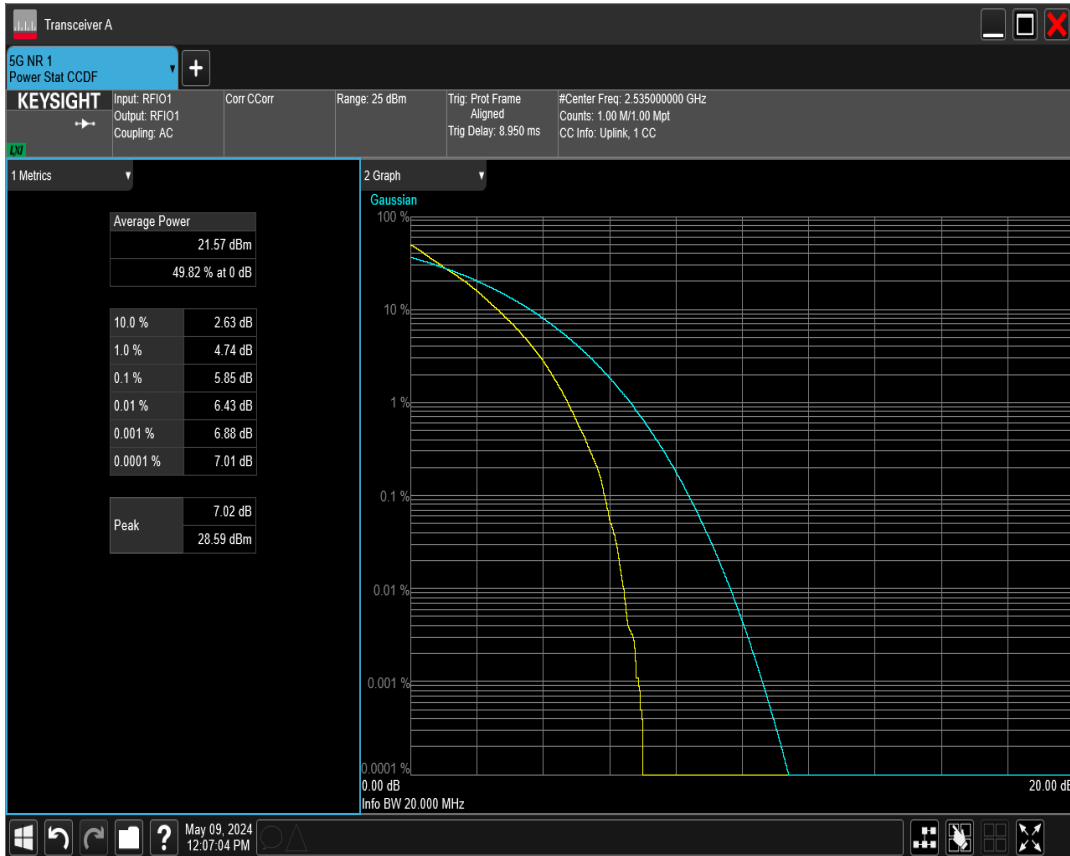 Transceiver A
5G NR 1
Power Stat CCDF
KEYSIGHT
LXI
Input: RFIO1
Output: RFIO1
Coupling: AC
Corr CCorr
Range: 25 dBm
Trig: Prot Frame
Aligned
Trig Delay: 8.950 ms
#Center Freq: 2.535000000 GHz
Counts: 1.00 M/1.00 Mpt
CC Info: Uplink, 1 CC
1 Metrics
Average Power
21.57 dBm
49.82 % at 0 dB
10.0 % 2.63 dB
1.0 % 4.74 dB
0.1 % 5.85 dB
0.01 % 6.43 dB
0.001 % 6.88 dB
0.0001 % 7.01 dB
Peak 7.02 dB
28.59 dBm
2 Graph
Gaussian
100 %
10 %
1 %
0.1 %
0.01 %
0.001 %
0.0001 %
0.00 dB 20.00 dB
Info BW 20.000 MHz
? May 09, 2024
12:07:04 PM